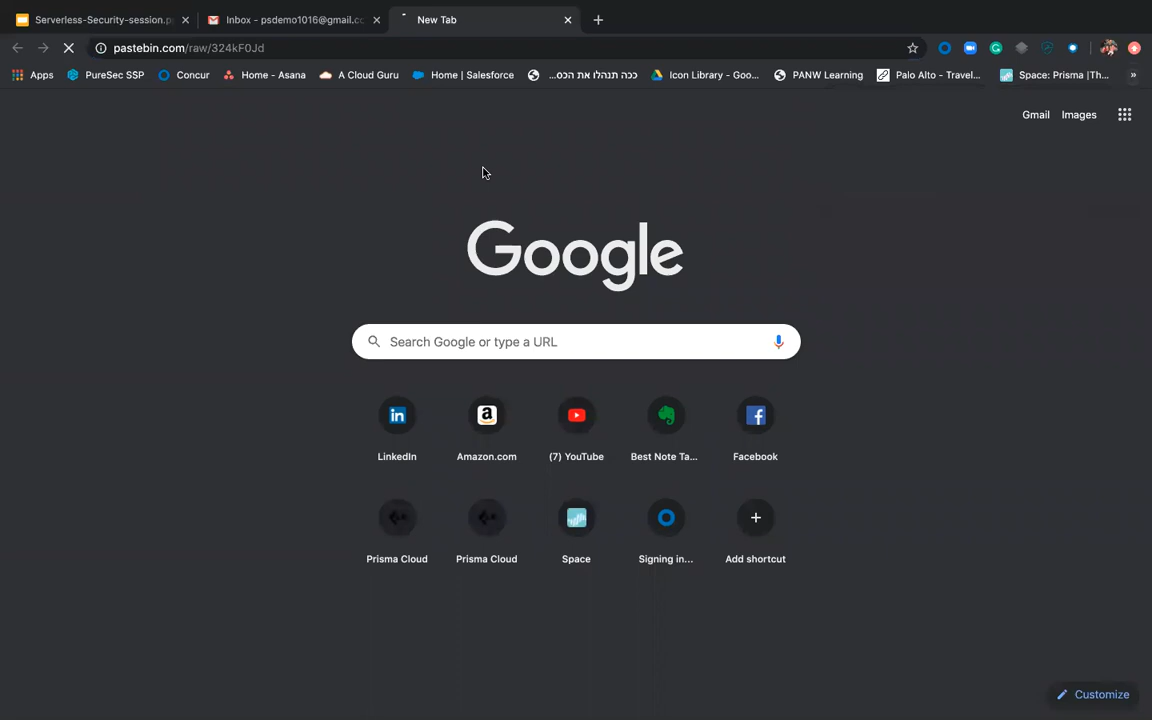 Serverless-Security-session.p
Inbox - psdemo1016@gmail.co
New Tab
pastebin.com/raw/324kF0Jd
Apps
PureSec SSP
Concur
Home - Asana
A Cloud Guru
Home | Salesforce
ככה תנהלו את הכס...
Icon Library - Goo...
PANW Learning
Palo Alto - Travel...
Space: Prisma |Th...
»
Gmail
Images
Google
Search Google or type a URL
LinkedIn
Amazon.com
(7) YouTube
Best Note Ta...
Facebook
Prisma Cloud
Prisma Cloud
Space
Signing in...
Add shortcut
Customize